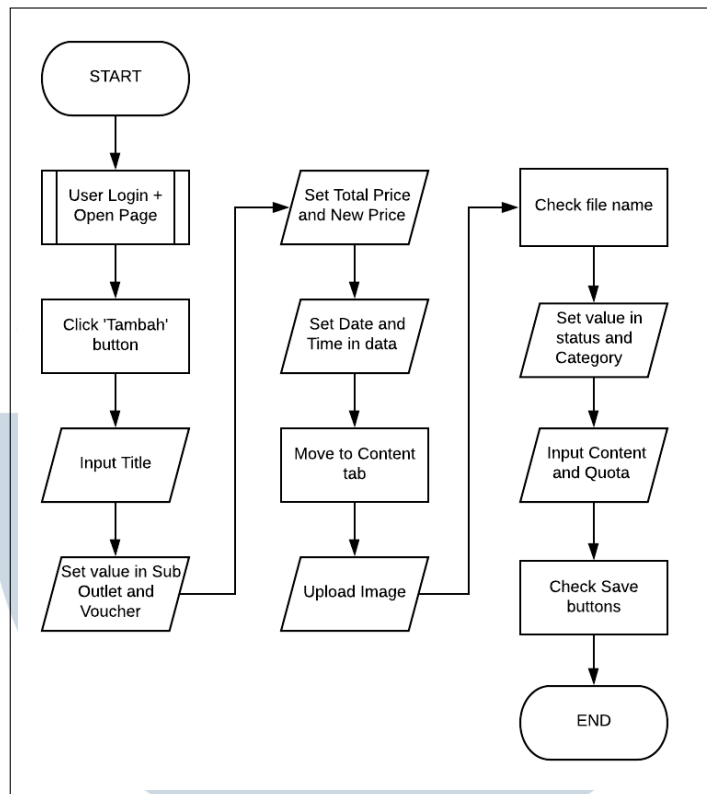 START
User Login +
Open Page
Click 'Tambah'
button
Input Title
Set value in Sub
Outlet and
Voucher
Set Total Price
and New Price
Set Date and
Time in data
Move to Content
tab
Upload Image
Check file name
Set value in
status and
Category
Input Content
and Quota
Check Save
buttons
END